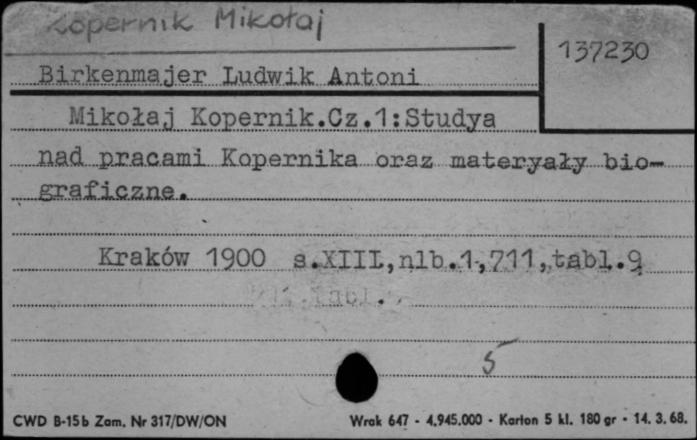 Kopernik Mikołaj
137230
Birkenmajer Ludwik Antoni
Mikołaj Kopernik.Cz.1:Studya
nad pracami Kopernika oraz materyały bio-
graficzne.
Kraków 1900 s.XIII,nlb.1,711,tabl.9
5
CWD B-15b Zam. Nr 317/DW/ON Wrak 647 - 4.945.000 - Karton 5 kl. 180 gr - 14. 3. 68.